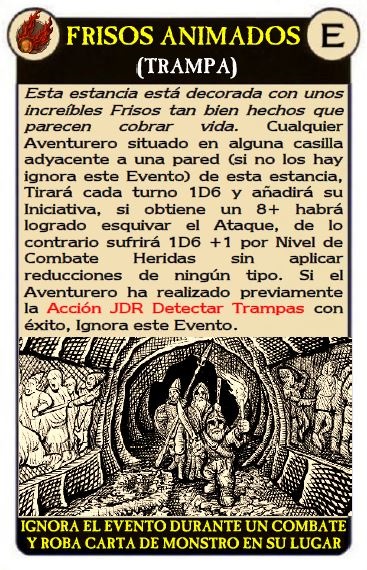 FRISOS ANIMADOS
E
(TRAMPA)
Esta estancia está decorada con unos
increíbles Frisos tan bien hechos que
parecen cobrar vida. Cualquier
Aventurero situado en alguna casilla
adyacente a una pared (si no los hay
ignora este Evento) de esta estancia,
Tirará cada turno 1D6 y añadirá su
Iniciativa, si obtiene un 8+ habrá
logrado esquivar el Ataque, de lo
contrario sufrirá 1D6 +1 por Nivel de
Combate Heridas sin aplicar
reducciones de ningún tipo. Si el
Aventurero ha realizado previamente
la Acción JDR Detectar Trampas con
éxito, Ignora este Evento.
IGNORA EL EVENTO DURANTE UN COMBATE
Y ROBA CARTA DE MONSTRO EN SU LUGAR